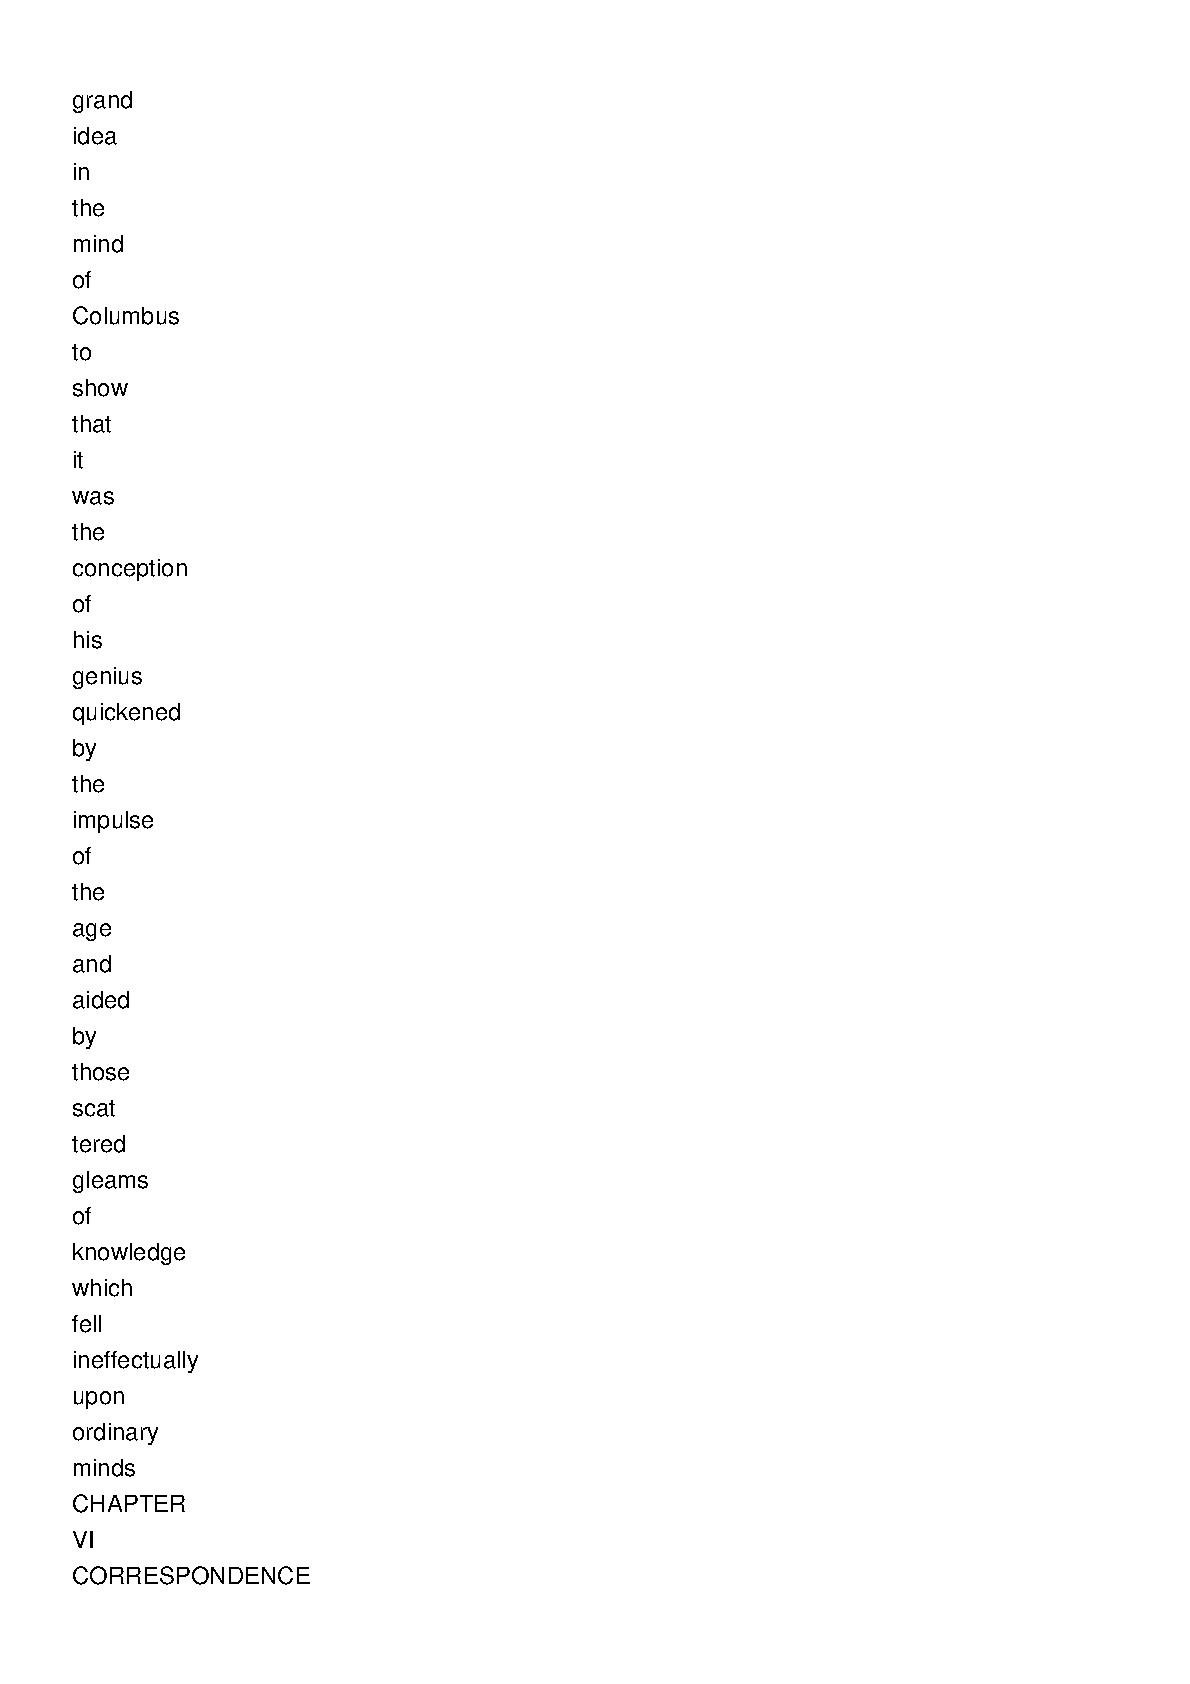 grand
idea
in
the
mind
of
Columbus
to
show
that
it
was
the
conception
of
his
genius
quickened
by
the
impulse
of
the
age
and
aided
by
those
scat
tered
gleams
of
knowledge
which
fell
ineffectually
upon
ordinary
minds
CHAPTER
VI
CORRESPONDENCE